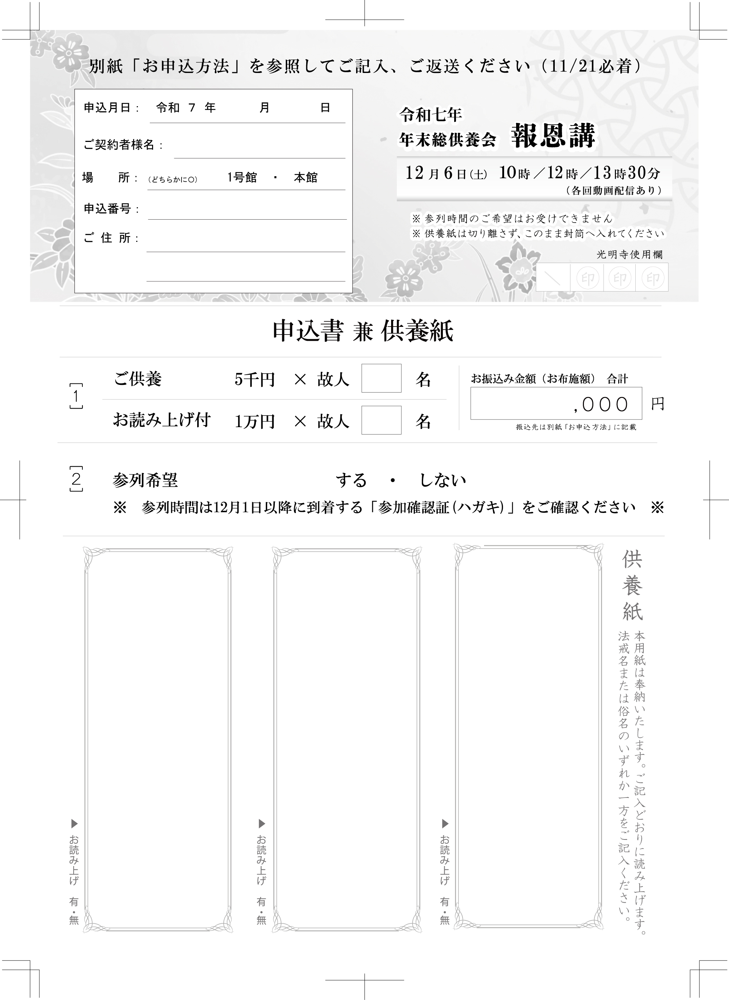 別紙「お申込方法」を参照してご記入、ご返送ください（11/21必着）
申込月日： 令和 7 年 月 日
ご契約者様名：
場 所：（どちらかに○） 1号館 ・ 本館
申込番号：
ご 住 所：
令和七年
年末総供養会 報恩講
12月6日（土） 10時／12時／13時30分
（各回動画配信あり）
※ 参列時間のご希望はお受けできません
※ 供養紙は切り離さず、このまま封筒へ入れてください
光明寺使用欄
印 印 印
申込書 兼 供養紙
[1]
ご供養 5千円 × 故人 名
お読み上げ付 1万円 × 故人 名
お振込み金額（お布施額） 合計
,000 円
振込先は別紙「お申込方法」に記載
[2] 参列希望 する ・ しない
※ 参列時間は12月1日以降に到着する「参加確認証（ハガキ）」をご確認ください ※
供養紙
本用紙は奉納いたします。ご記入どおりに読み上げます。
法戒名または俗名のいずれか一方をご記入ください。
▶ お読み上げ 有・無
▶ お読み上げ 有・無
▶ お読み上げ 有・無